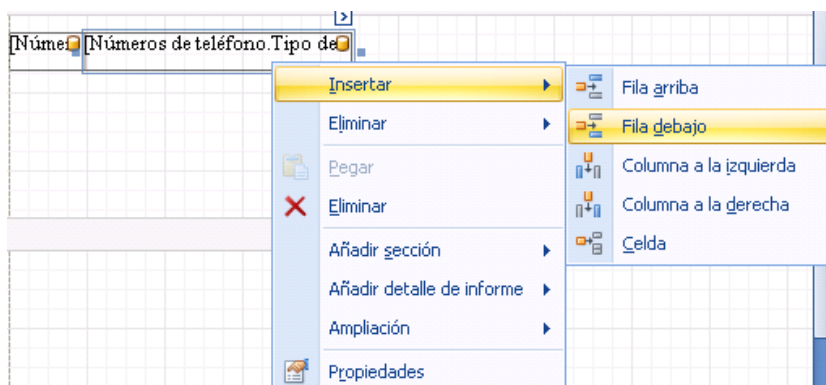 [Núme [Números de teléfono.Tipo de
Insertar
Eliminar
Pegar
Eliminar
Añadir sección
Añadir detalle de informe
Ampliación
Propiedades
Fila arriba
Fila debajo
Columna a la izquierda
Columna a la derecha
Celda